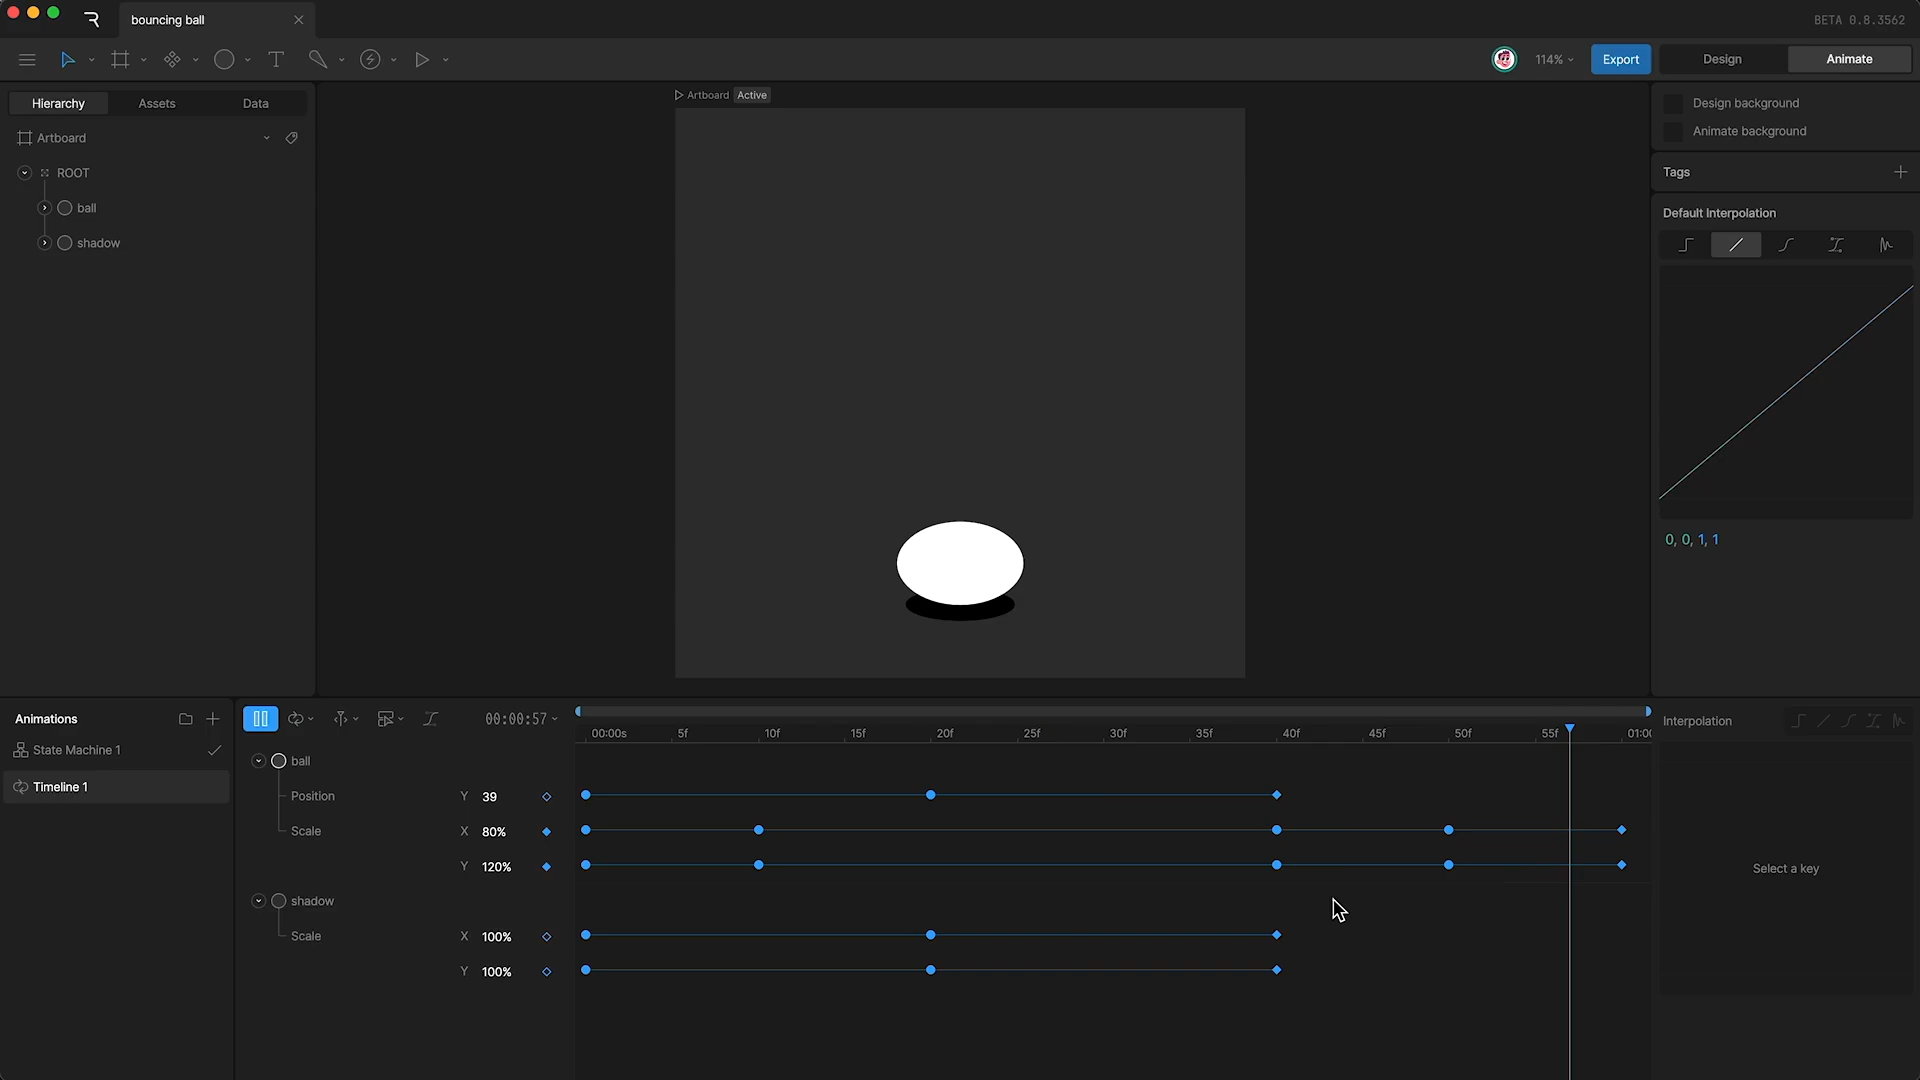 bouncing ball
BETA 0.8.3562
114%
Export
Design
Animate
Hierarchy
Assets
Data
Artboard
ROOT
ball
shadow
Artboard Active
Design background
Animate background
Tags
Default Interpolation
0, 0, 1, 1
Animations
State Machine 1
Timeline 1
00:00:57
00:00s 5f 10f 15f 20f 25f 30f 35f 40f 45f 50f 55f 01:00
ball
Position Y 39
Scale X 80%
Y 120%
shadow
Scale X 100%
Y 100%
Interpolation
Select a key